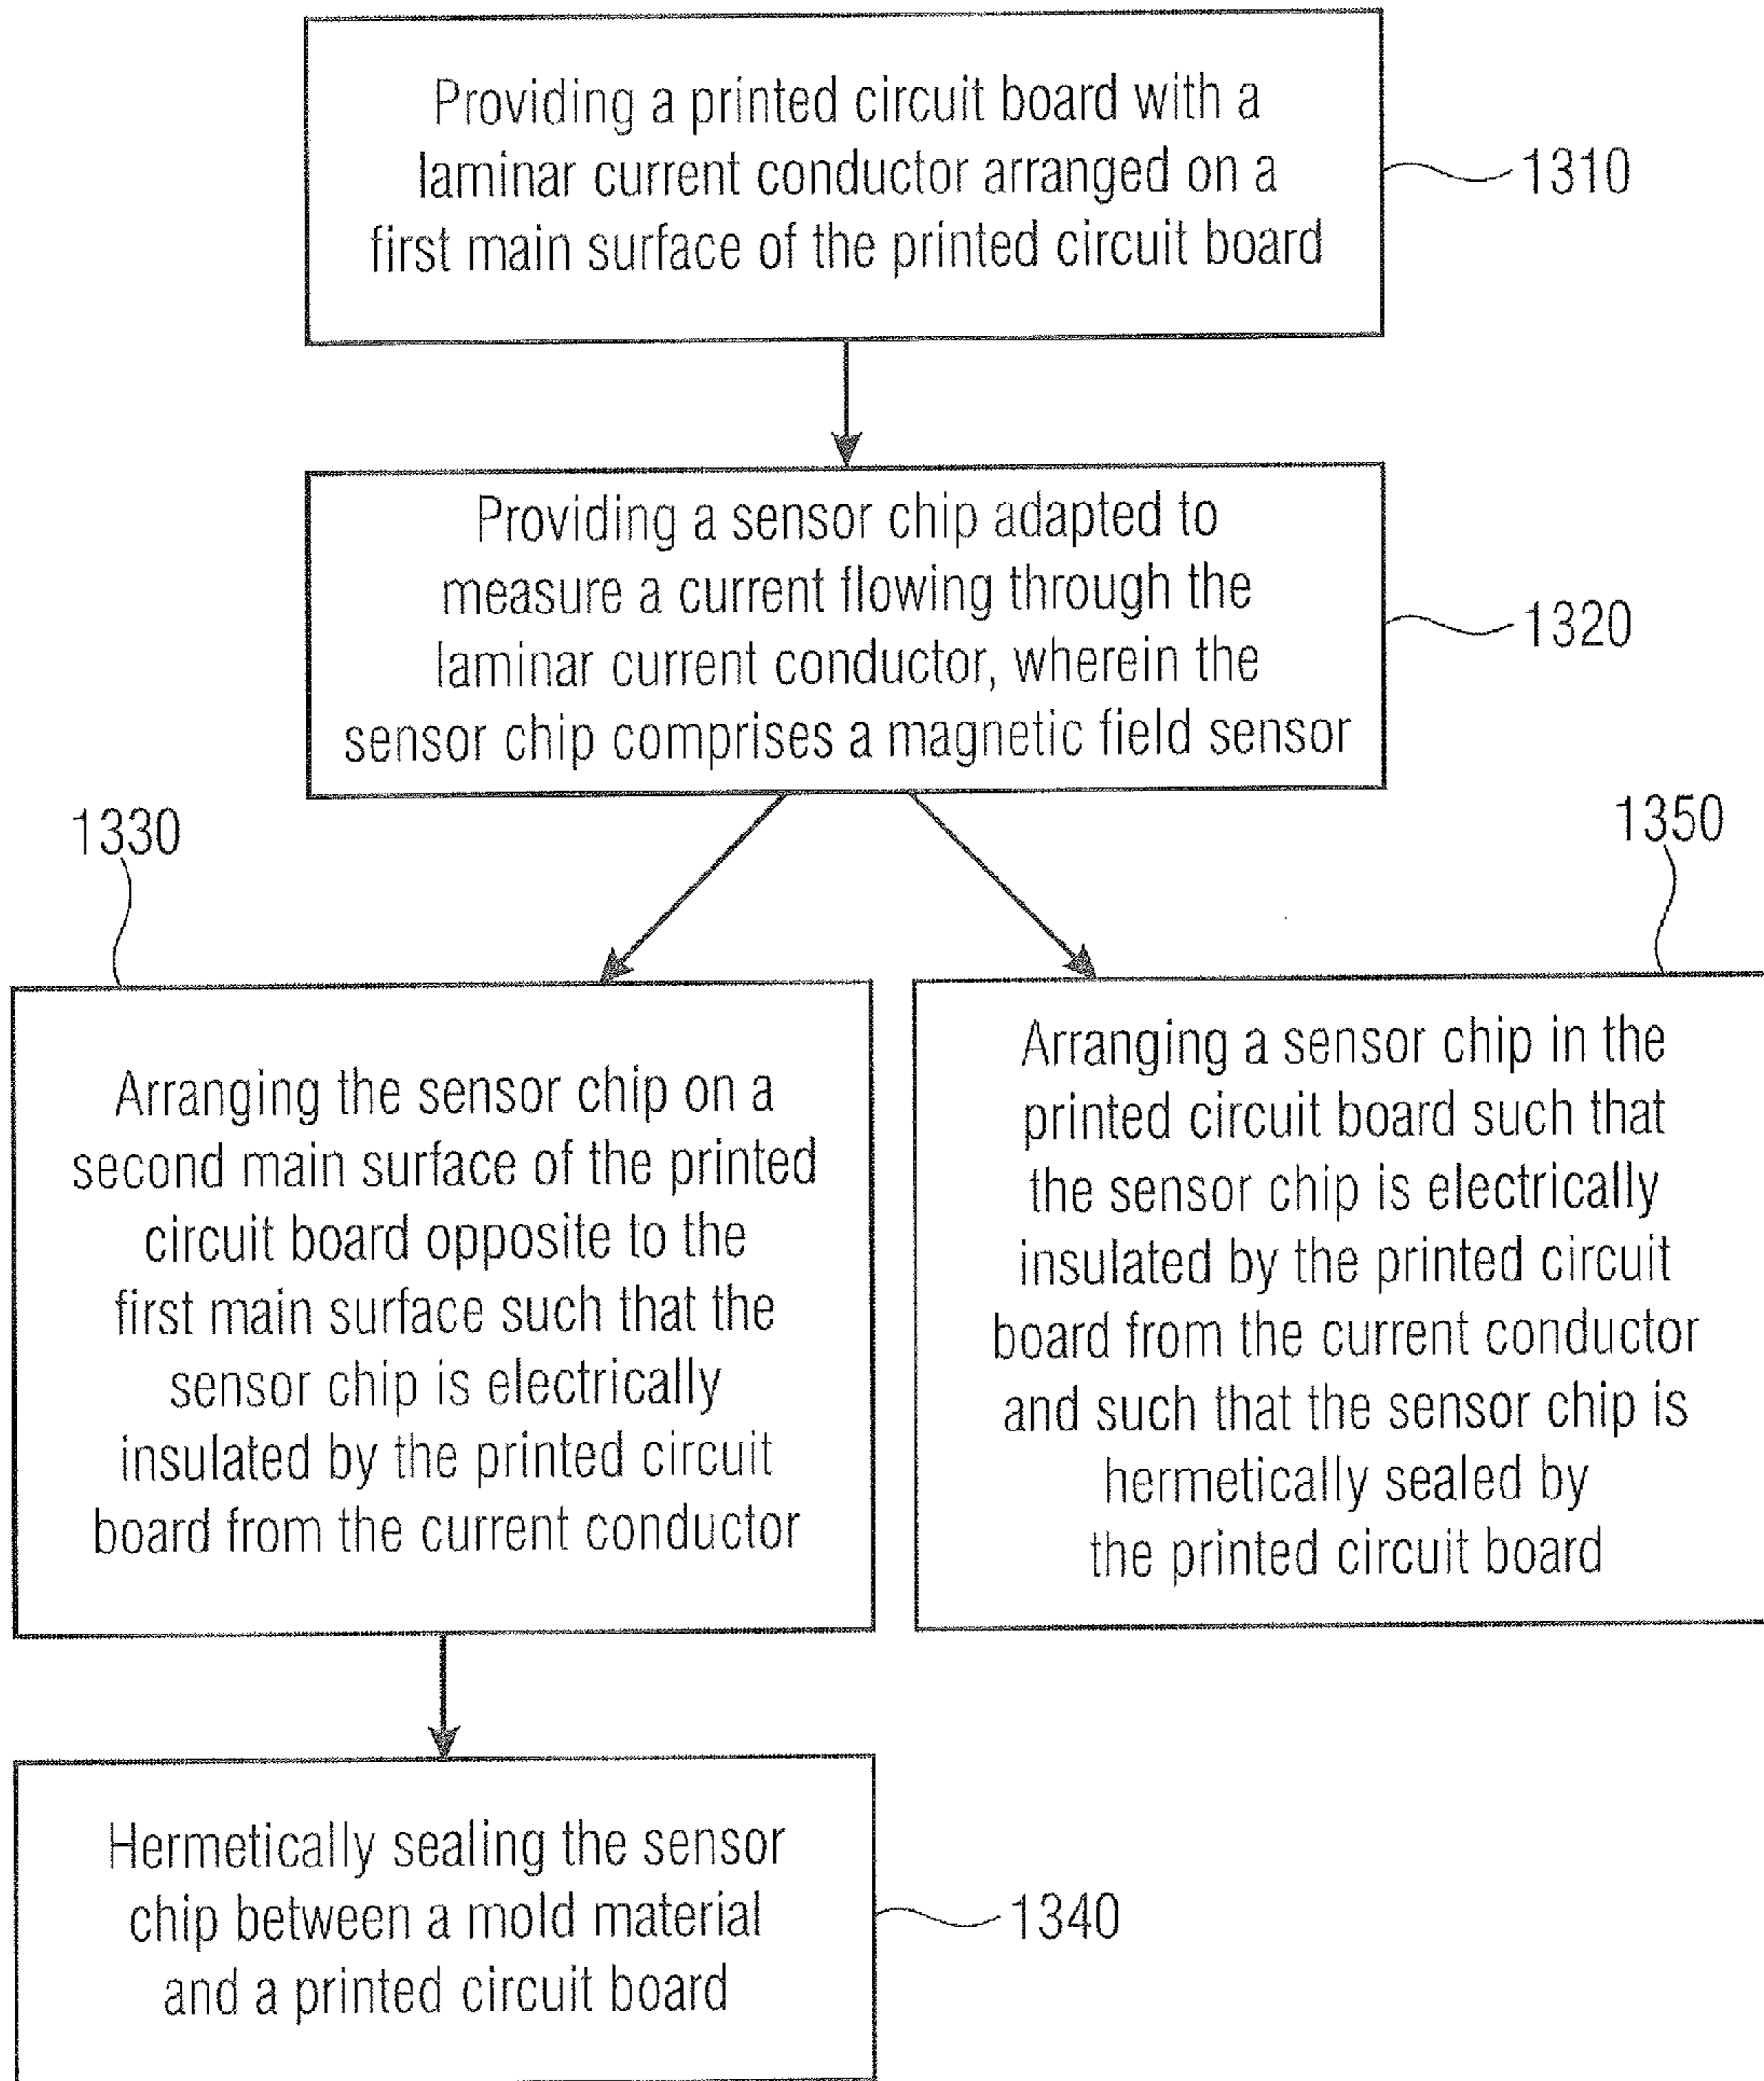 Providing a printed circuit board with a
laminar current conductor arranged on a
first main surface of the printed circuit board
1310
Providing a sensor chip adapted to
measure a current flowing through the
laminar current conductor, wherein the
sensor chip comprises a magnetic field sensor
1320
1330
Arranging the sensor chip on a
second main surface of the printed
circuit board opposite to the
first main surface such that the
sensor chip is electrically
insulated by the printed circuit
board from the current conductor
1350
Arranging a sensor chip in the
printed circuit board such that
the sensor chip is electrically
insulated by the printed circuit
board from the current conductor
and such that the sensor chip is
hermetically sealed by
the printed circuit board
Hermetically sealing the sensor
chip between a mold material
and a printed circuit board
1340